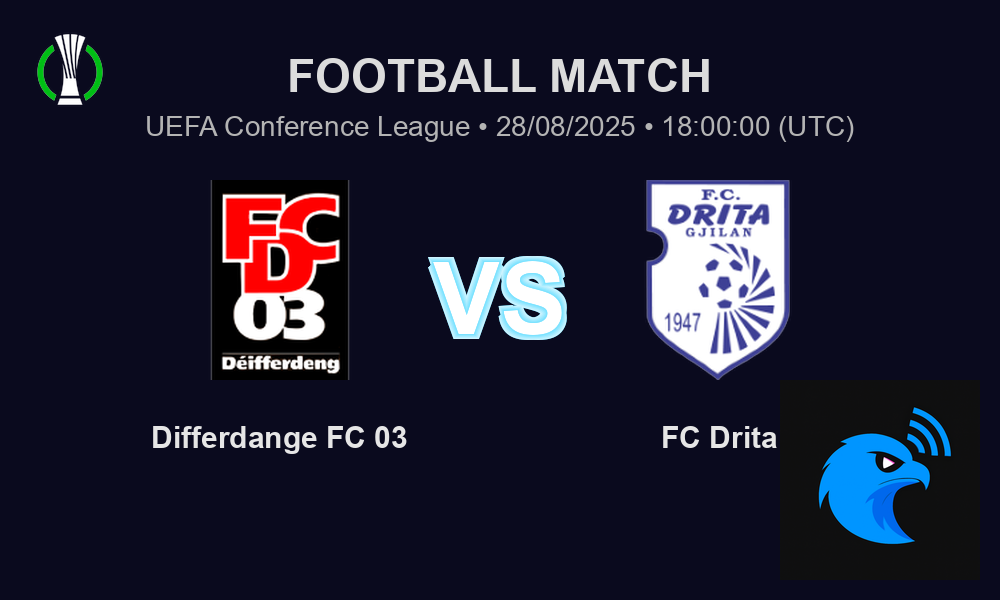 FOOTBALL MATCH
UEFA Conference League • 28/08/2025 • 18:00:00 (UTC)
FC
D
03
Déifferdeng
VS
F.C.
DRITA
GJILAN
1947
Differdange FC 03
FC Drita